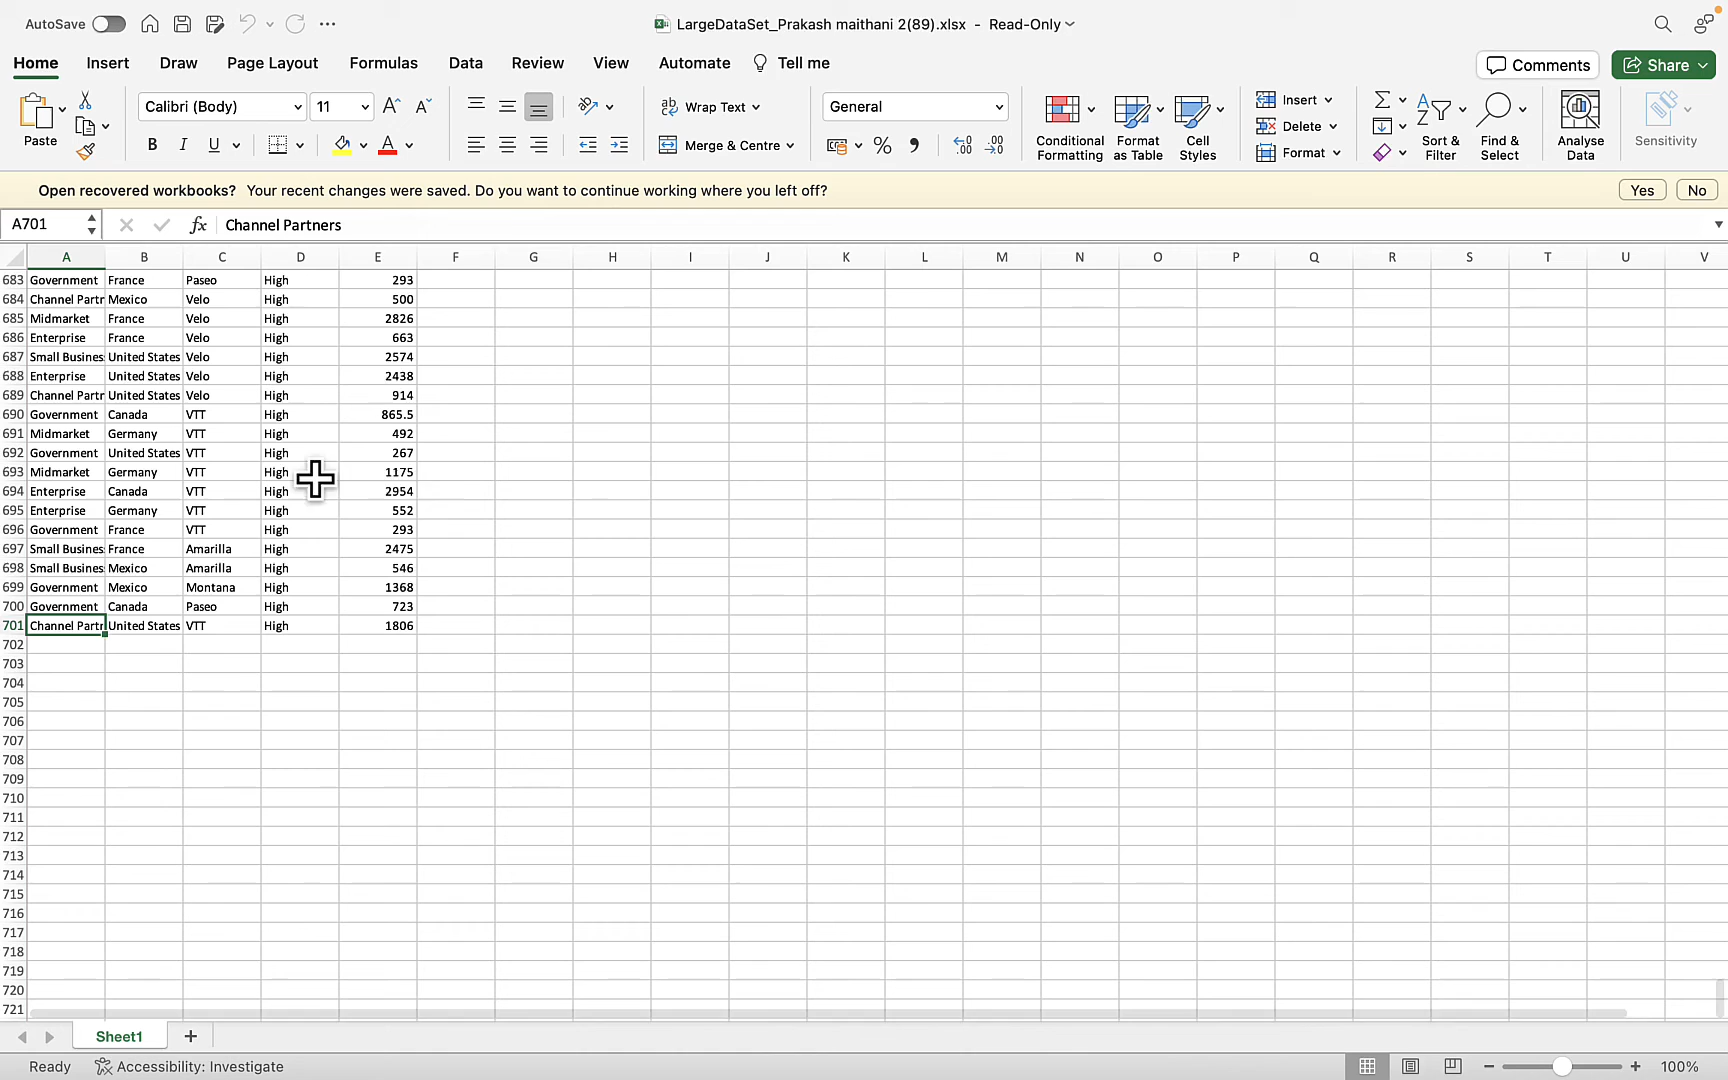 AutoSave
LargeDataSet_Prakash maithani 2(89).xlsx - Read-Only
Home Insert Draw Page Layout Formulas Data Review View Automate Tell me Comments Share
Paste
Calibri (Body) 11
B I U A
ab Wrap Text
Merge & Centre
General
% .00 .00
Conditional Formatting
Format as Table
Cell Styles
Insert
Delete
Format
Sort & Filter
Find & Select
Analyse Data
Sensitivity
Open recovered workbooks? Your recent changes were saved. Do you want to continue working where you left off? Yes No
A701 fx Channel Partners
A B C D E F G H I J K L M N O P Q R S T U V
683 Government France Paseo High 293
684 Channel Partr Mexico Velo High 500
685 Midmarket France Velo High 2826
686 Enterprise France Velo High 663
687 Small Busines United States Velo High 2574
688 Enterprise United States Velo High 2438
689 Channel Partr United States Velo High 914
690 Government Canada VTT High 865.5
691 Midmarket Germany VTT High 492
692 Government United States VTT High 267
693 Midmarket Germany VTT High 1175
694 Enterprise Canada VTT High 2954
695 Enterprise Germany VTT High 552
696 Government France VTT High 293
697 Small Busines France Amarilla High 2475
698 Small Busines Mexico Amarilla High 546
699 Government Mexico Montana High 1368
700 Government Canada Paseo High 723
701 Channel Partr United States VTT High 1806
702
703
704
705
706
707
708
709
710
711
712
713
714
715
716
717
718
719
720
721
Sheet1
Ready Accessibility: Investigate 100%